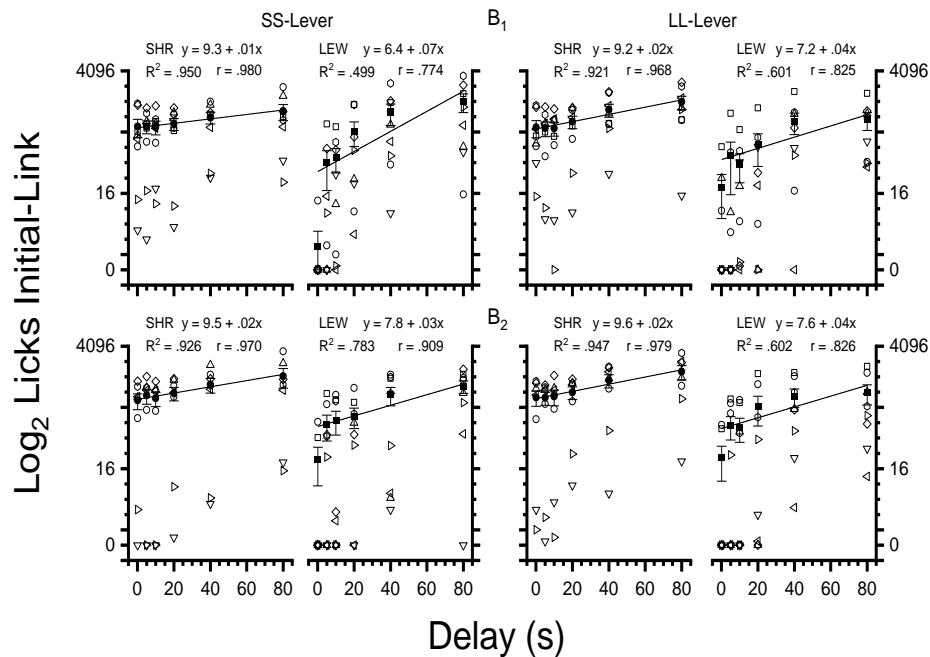 SS-Lever B1 LL-Lever
SHR y = 9.3 + .01x
R² = .950 r = .980
LEW y = 6.4 + .07x
R² = .499 r = .774
SHR y = 9.2 + .02x
R² = .921 r = .968
LEW y = 7.2 + .04x
R² = .601 r = .825
4096 4096
16 16
0 0
B2
SHR y = 9.5 + .02x
R² = .926 r = .970
LEW y = 7.8 + .03x
R² = .783 r = .909
SHR y = 9.6 + .02x
R² = .947 r = .979
LEW y = 7.6 + .04x
R² = .602 r = .826
4096 4096
16 16
0 0
0 20 40 60 80 0 20 40 60 80 0 20 40 60 80 0 20 40 60 80
Log2 Licks Initial-Link
Delay (s)